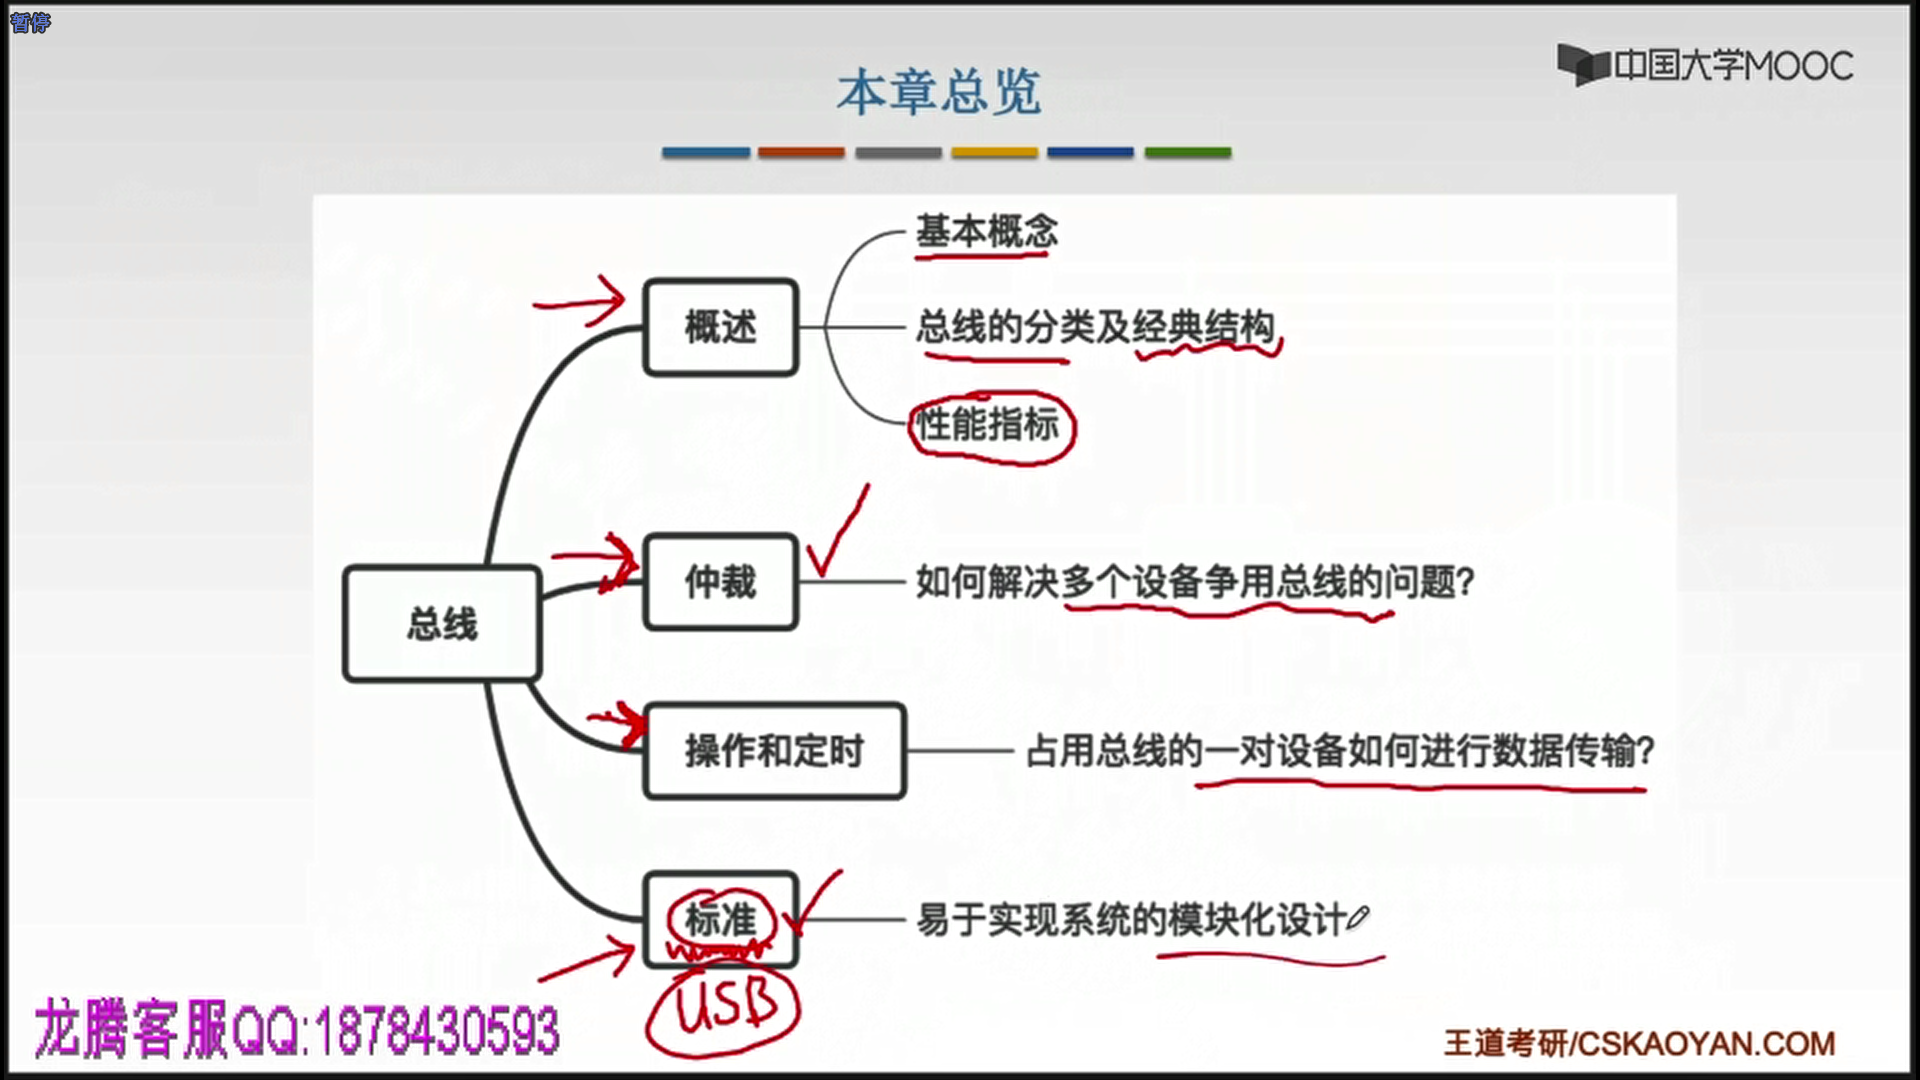 暂停
中国大学MOOC
本章总览
基本概念
概述
总线的分类及经典结构
性能指标
仲裁
如何解决多个设备争用总线的问题?
总线
操作和定时
占用总线的一对设备如何进行数据传输?
标准
易于实现系统的模块化设计
USB
龙腾客服QQ:1878430593
王道考研/CSKAOYAN.COM